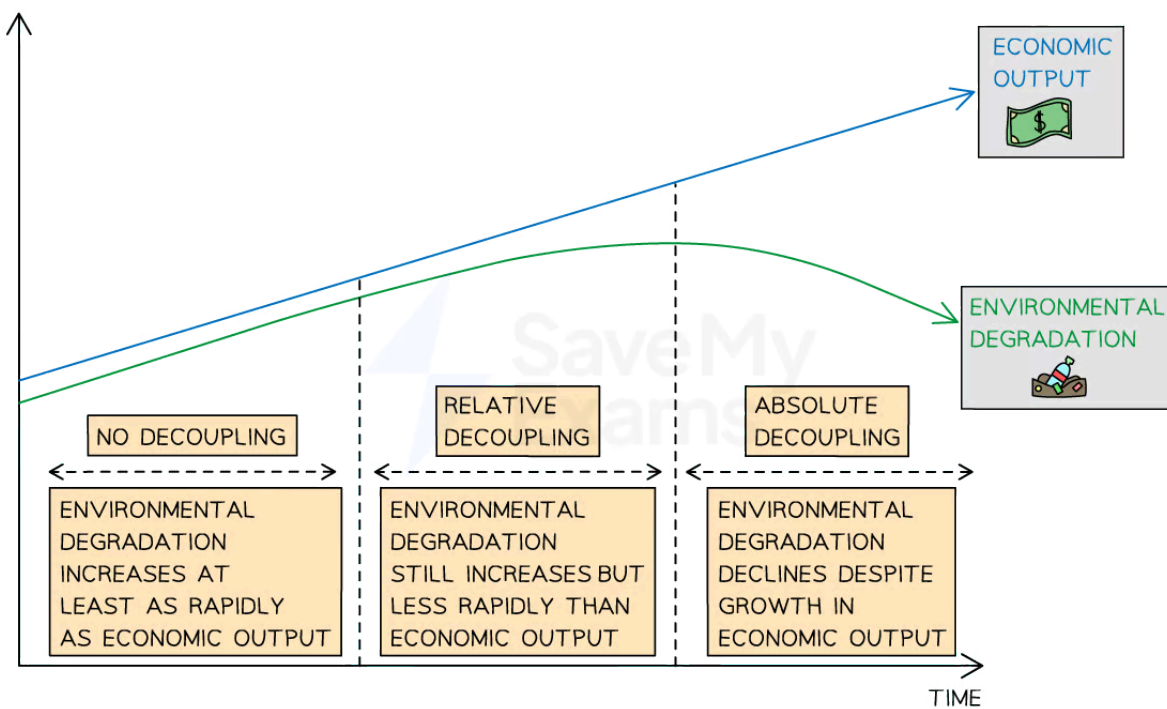 ECONOMIC
OUTPUT
$
ENVIRONMENTAL
DEGRADATION
SaveMy
Exams
NO DECOUPLING
RELATIVE
DECOUPLING
ABSOLUTE
DECOUPLING
ENVIRONMENTAL
DEGRADATION
INCREASES AT
LEAST AS RAPIDLY
AS ECONOMIC OUTPUT
ENVIRONMENTAL
DEGRADATION
STILL INCREASES BUT
LESS RAPIDLY THAN
ECONOMIC OUTPUT
ENVIRONMENTAL
DEGRADATION
DECLINES DESPITE
GROWTH IN
ECONOMIC OUTPUT
TIME